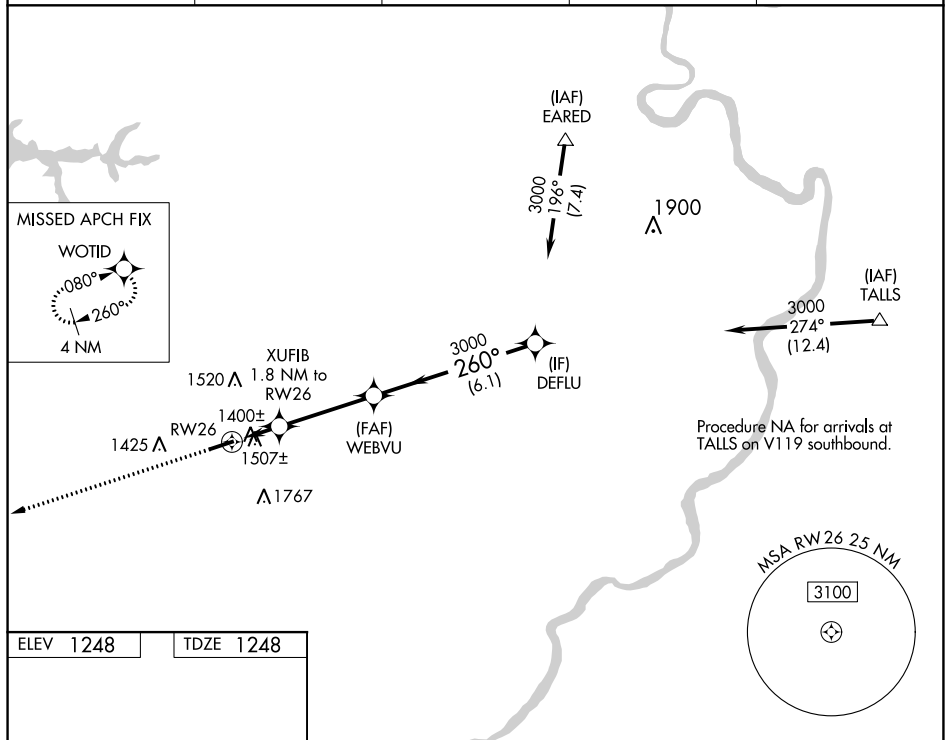 (IAF)
EARED
3000
196°
(7.4)
1900
MISSED APCH FIX
WOTID
080°
260°
4 NM
(IAF)
TALLS
3000
274°
(12.4)
3000
260°
(6.1)
(IF)
DEFLU
XUFIB
1.8 NM to
RW26
1520
1400±
RW26
1425
1507±
(FAF)
WEBVU
1767
Procedure NA for arrivals at
TALLS on V119 southbound.
MSA RW26 25 NM
3100
ELEV 1248
TDZE 1248